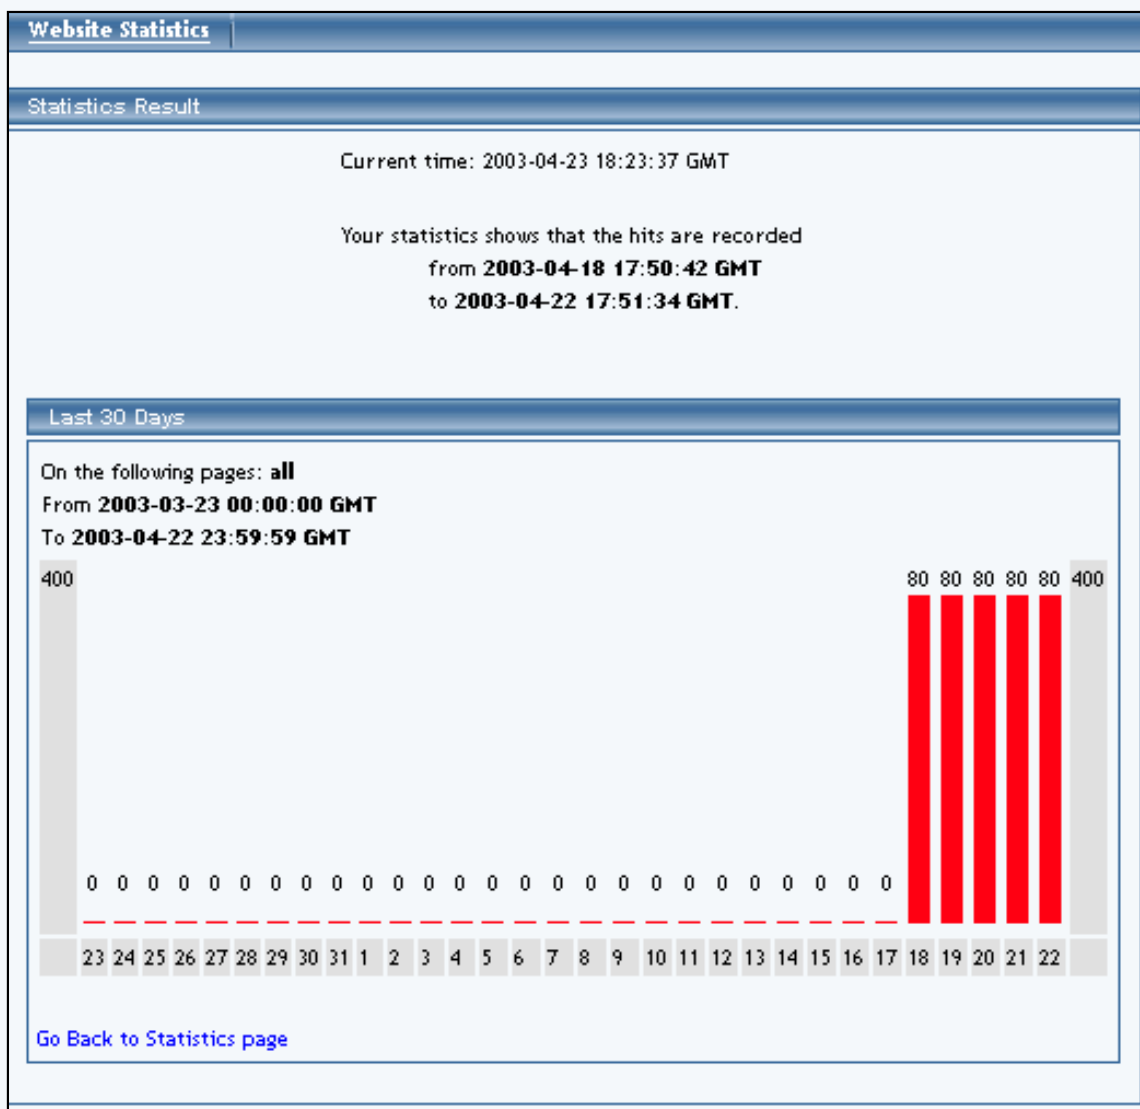 Website Statistics
Statistics Result
Current time: 2003-04-23 18:23:37 GMT
Your statistics shows that the hits are recorded
from 2003-04-18 17:50:42 GMT
to 2003-04-22 17:51:34 GMT.
Last 30 Days
On the following pages: all
From 2003-03-23 00:00:00 GMT
To 2003-04-22 23:59:59 GMT
400 80 80 80 80 80 400
0 0 0 0 0 0 0 0 0 0 0 0 0 0 0 0 0 0 0 0 0 0 0 0 0 0
23 24 25 26 27 28 29 30 31 1 2 3 4 5 6 7 8 9 10 11 12 13 14 15 16 17 18 19 20 21 22
Go Back to Statistics page